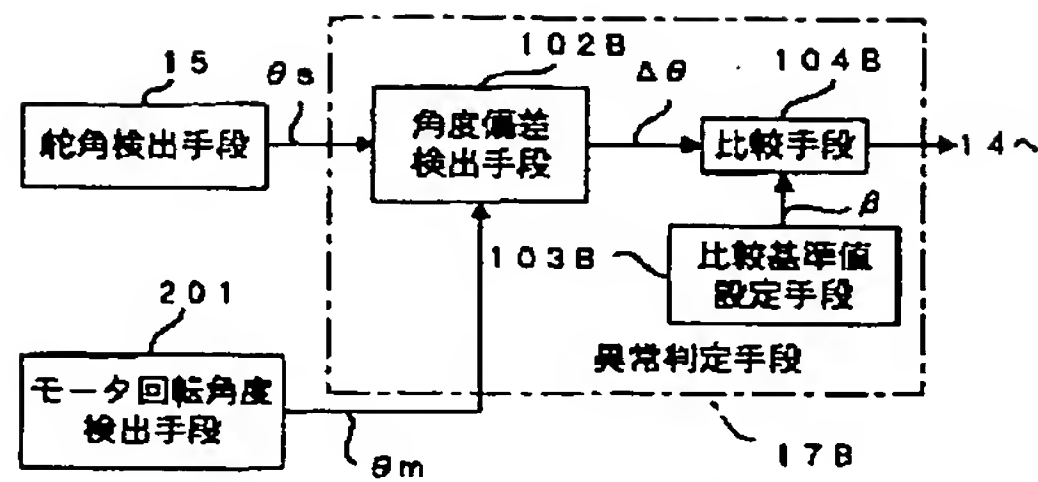 102B
15
θs
Δθ
104B
舵角検出手段
角度偏差
検出手段
比較手段
14へ
β
103B
比較基準値
設定手段
201
異常判定手段
モータ回転角度
検出手段
θm
17B